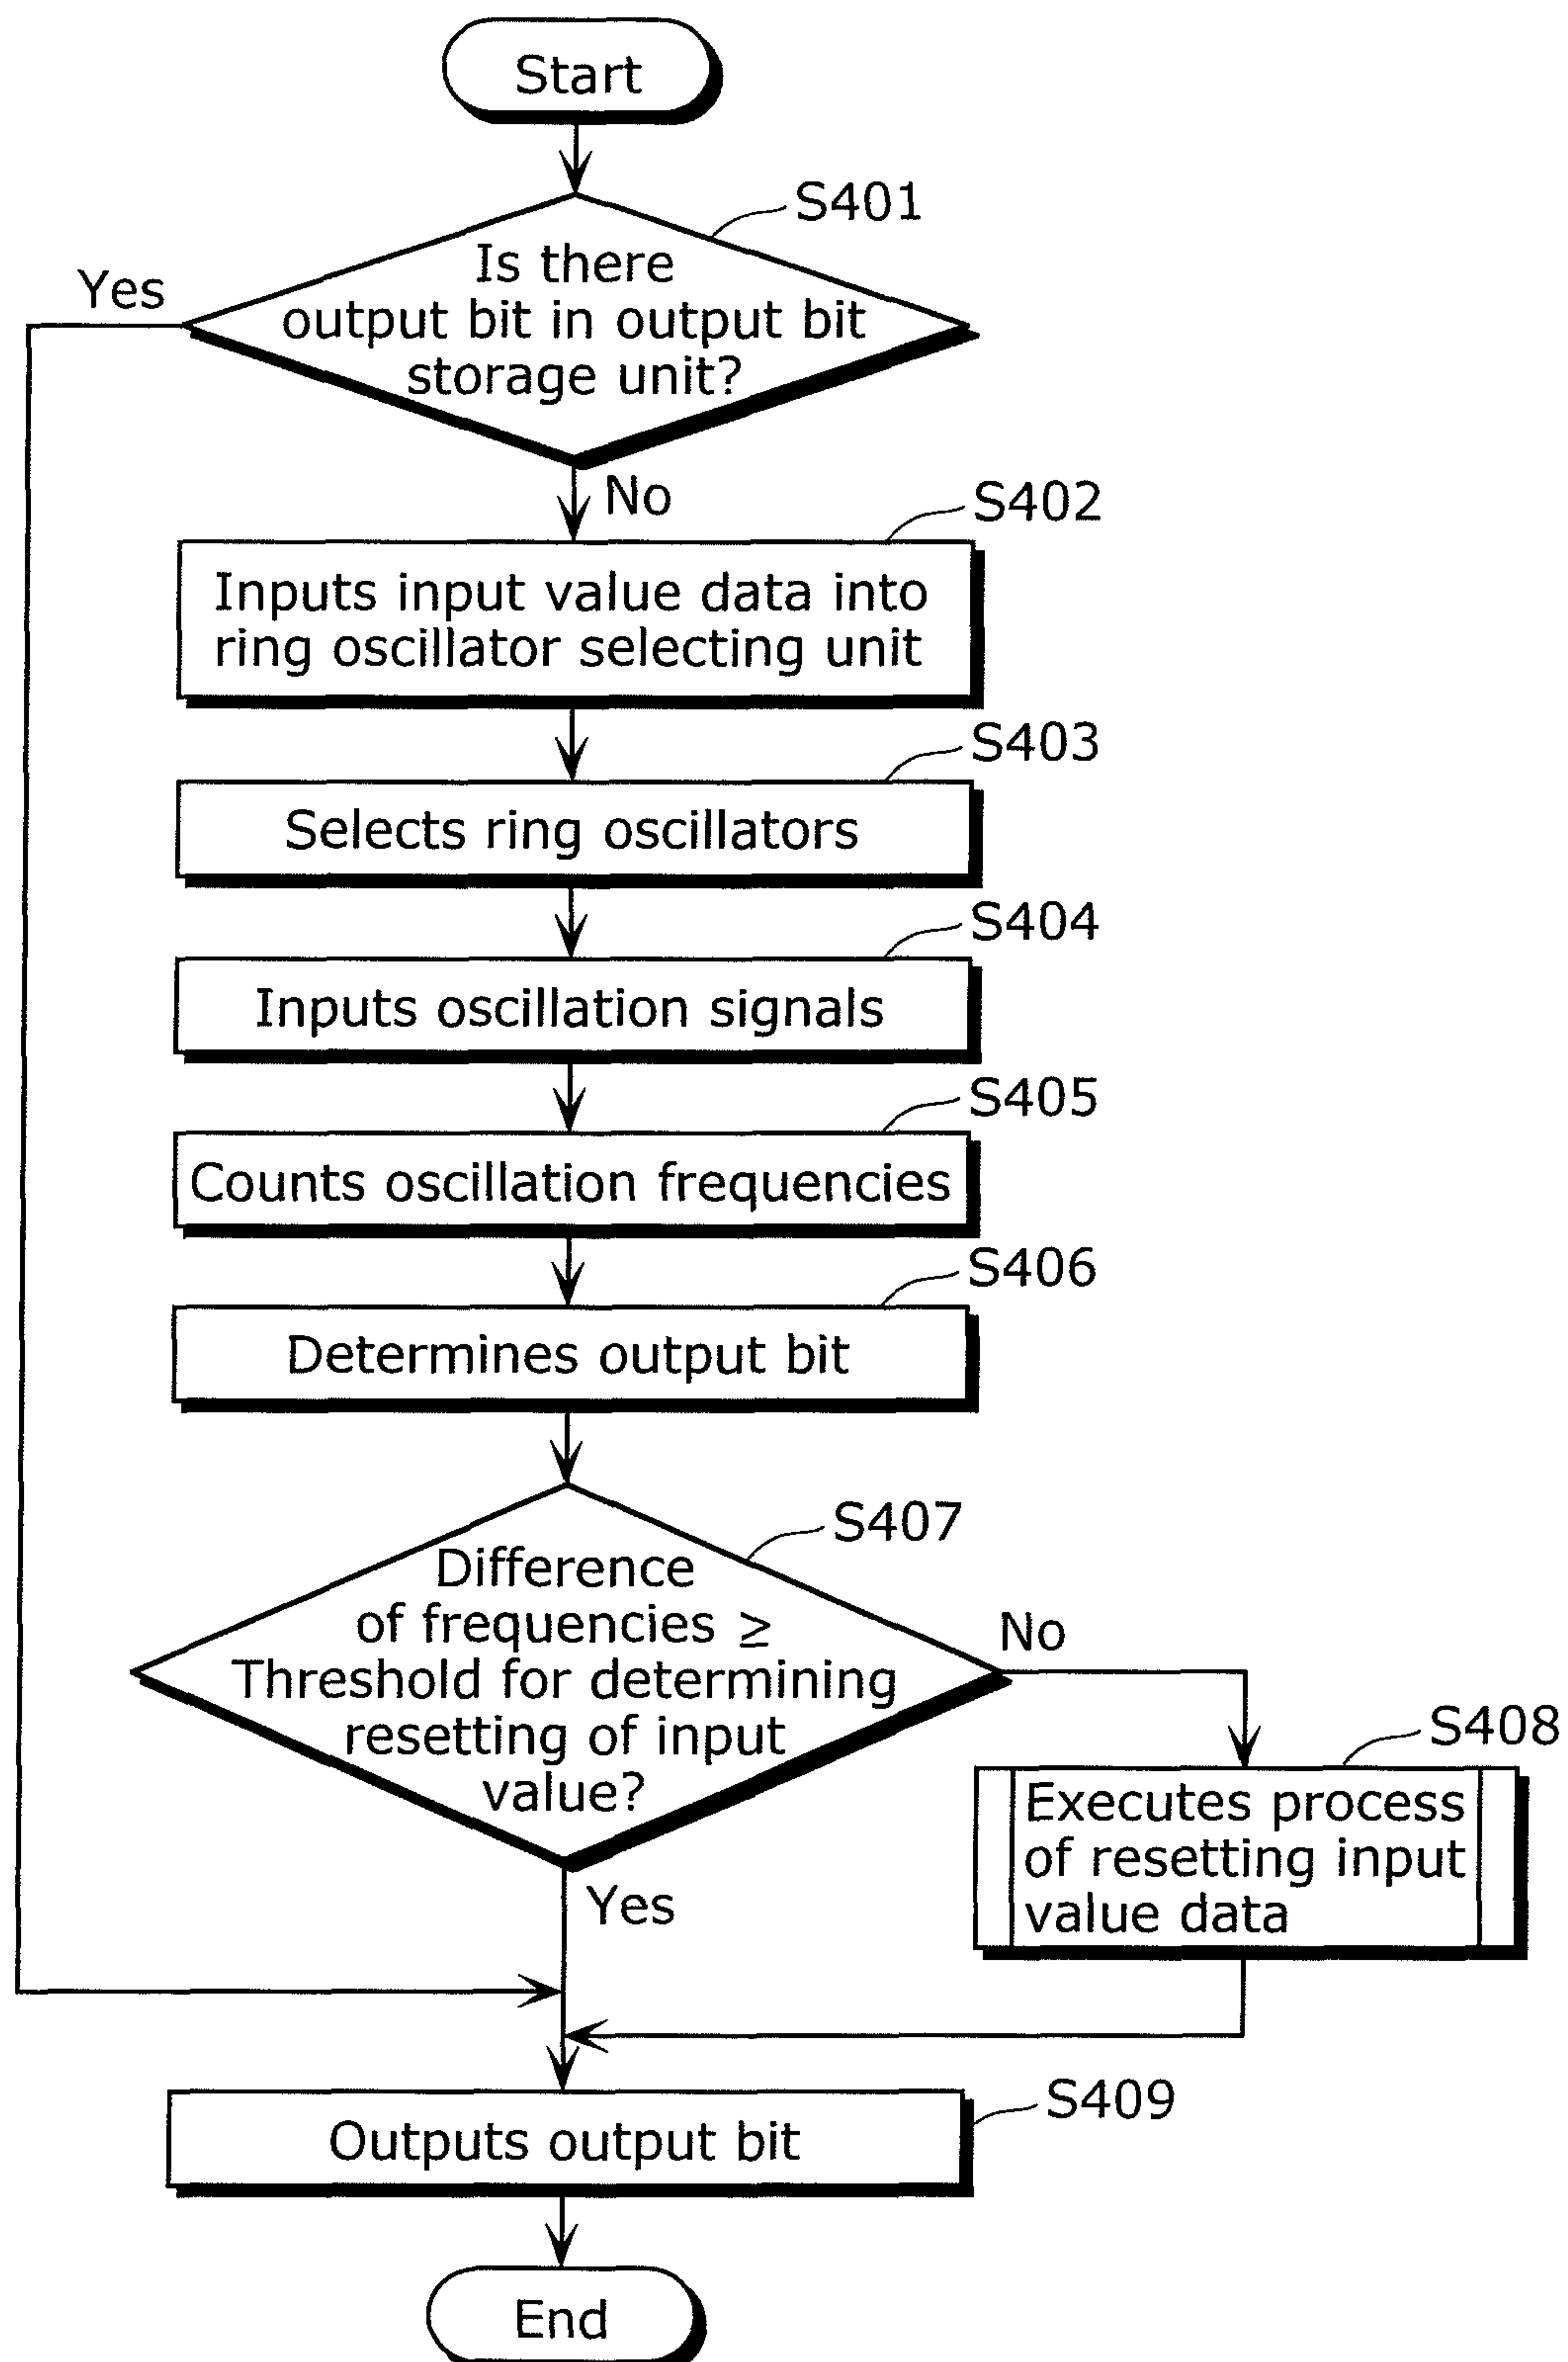 Start
S401
Is there
output bit in output bit
storage unit?
Yes
No
S402
Inputs input value data into
ring oscillator selecting unit
S403
Selects ring oscillators
S404
Inputs oscillation signals
S405
Counts oscillation frequencies
S406
Determines output bit
S407
Difference
of frequencies ≥
Threshold for determining
resetting of input
value?
No
Yes
S408
Executes process
of resetting input
value data
S409
Outputs output bit
End